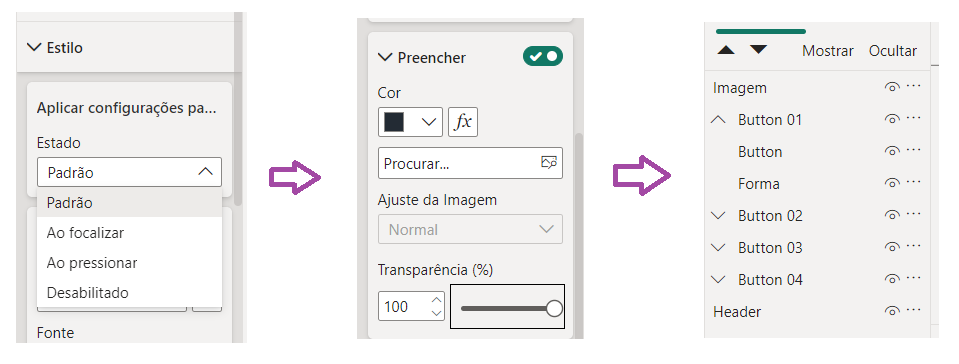 Estilo
Aplicar configurações pa...
Estado
Padrão
Padrão
Ao focalizar
Ao pressionar
Desabilitado
Fonte
Preencher
Cor
fx
Procurar...
Ajuste da Imagem
Normal
Transparência (%)
100
Mostrar Ocultar
Imagem
Button 01
Button
Forma
Button 02
Button 03
Button 04
Header